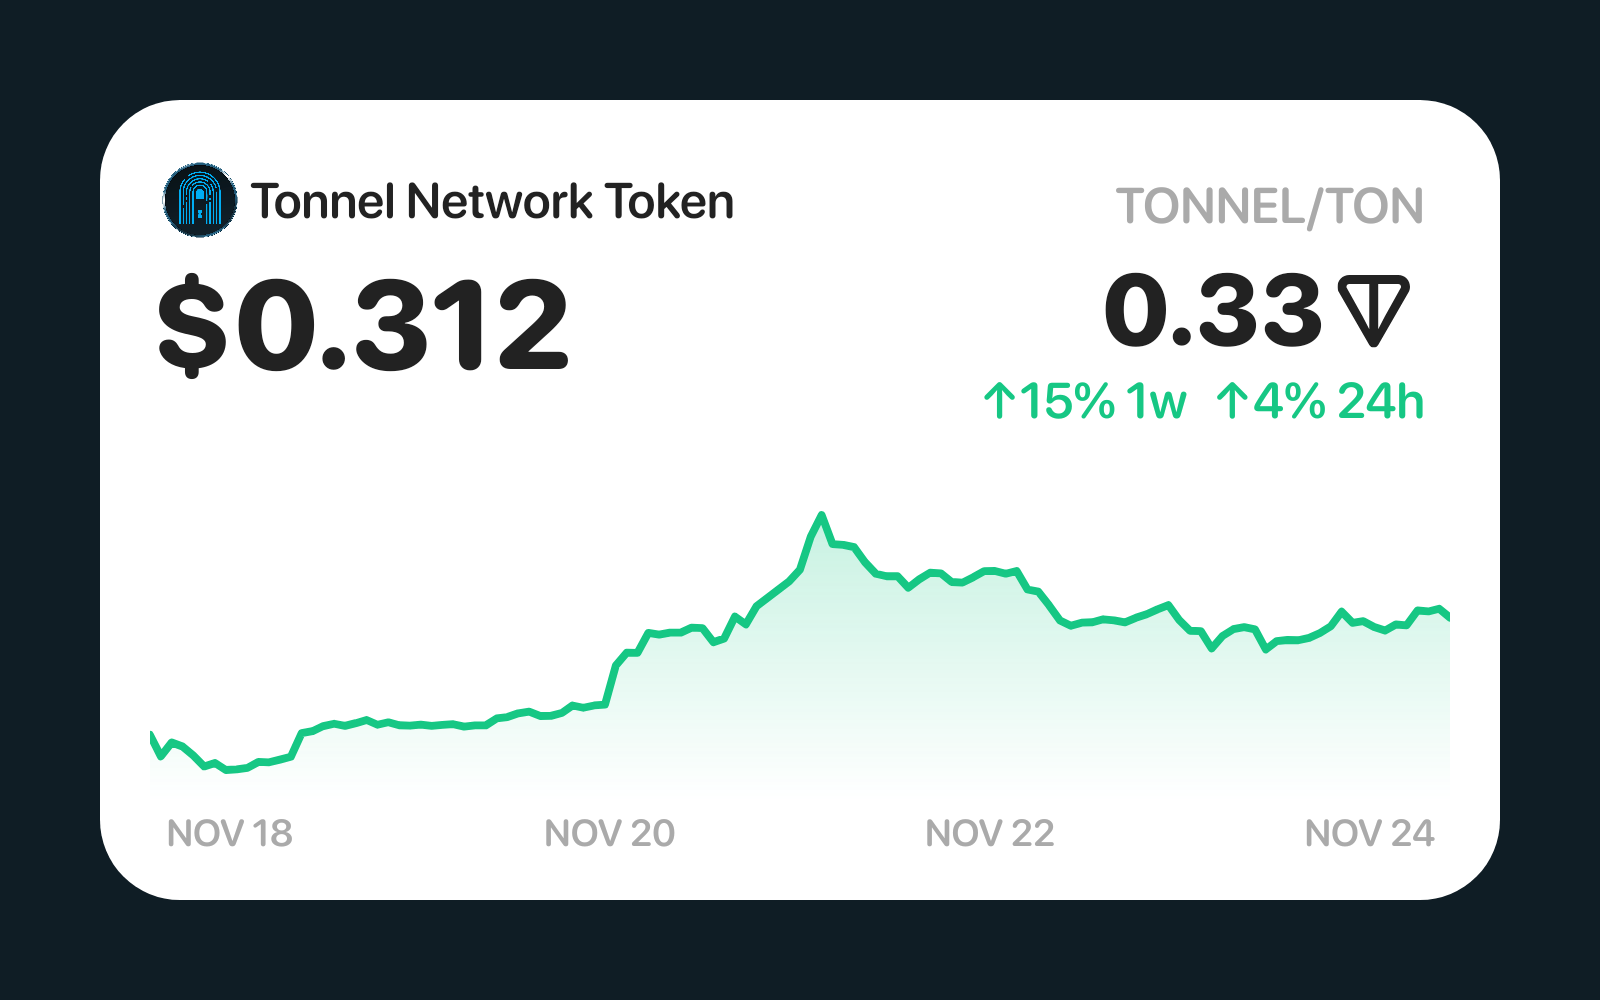 Tonnel Network Token
TONNEL/TON
$0.312
0.33
↑15% 1w ↑4% 24h
NOV 18 NOV 20 NOV 22 NOV 24